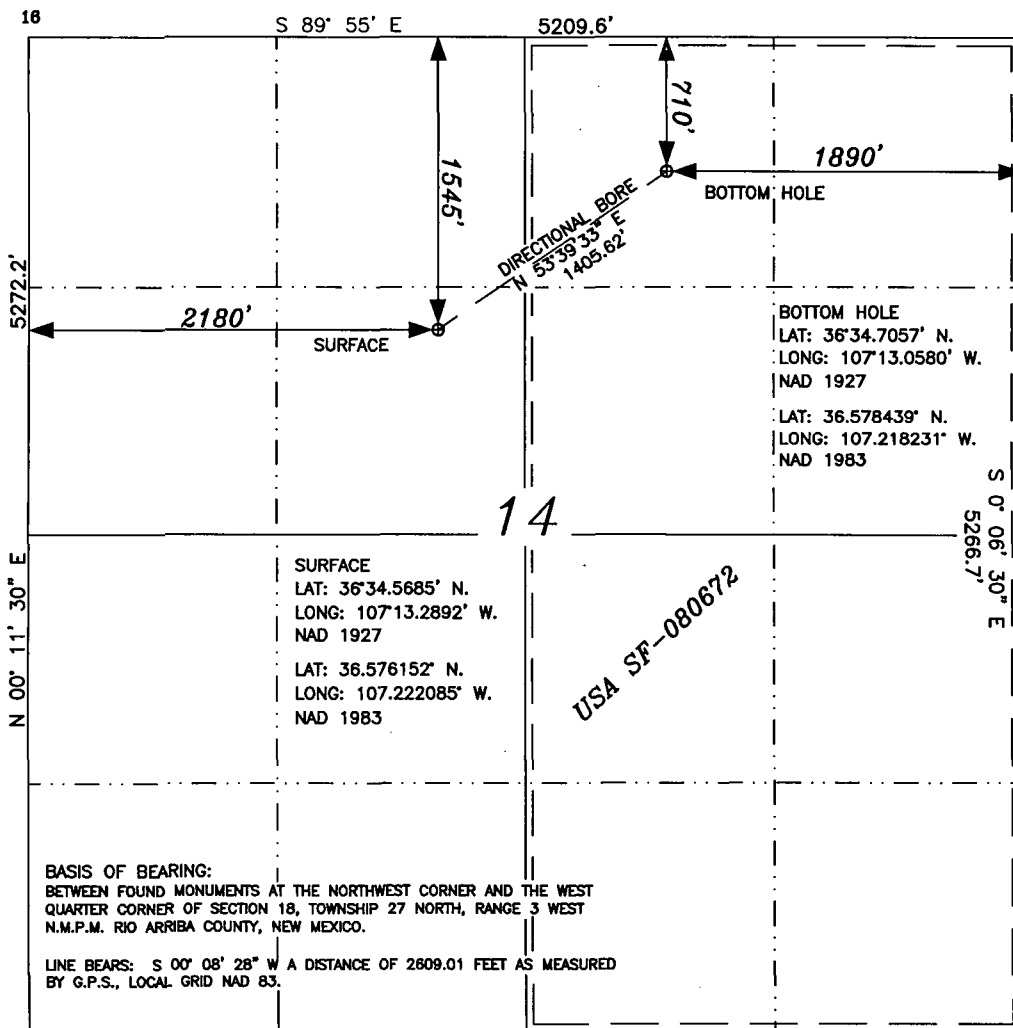 16
S 89° 55' E 5209.6'
710'
1545'
1890'
BOTTOM HOLE
DIRECTIONAL BORE
N 53°39'33" E
1405.62'
5272.2'
2180'
SURFACE
BOTTOM HOLE
LAT: 36°34.7057' N.
LONG: 107°13.0580' W.
NAD 1927
LAT: 36.578439° N.
LONG: 107.218231° W.
NAD 1983
S 0° 06' 30" E
5266.7'
14
N 00° 11' 30" E
SURFACE
LAT: 36°34.5685' N.
LONG: 107°13.2892' W.
NAD 1927
LAT: 36.576152° N.
LONG: 107.222085° W.
NAD 1983
USA SF-080672
BASIS OF BEARING:
BETWEEN FOUND MONUMENTS AT THE NORTHWEST CORNER AND THE WEST
QUARTER CORNER OF SECTION 18, TOWNSHIP 27 NORTH, RANGE 3 WEST
N.M.P.M. RIO ARRIBA COUNTY, NEW MEXICO.
LINE BEARS: S 00° 08' 28" W A DISTANCE OF 2609.01 FEET AS MEASURED
BY G.P.S., LOCAL GRID NAD 83.